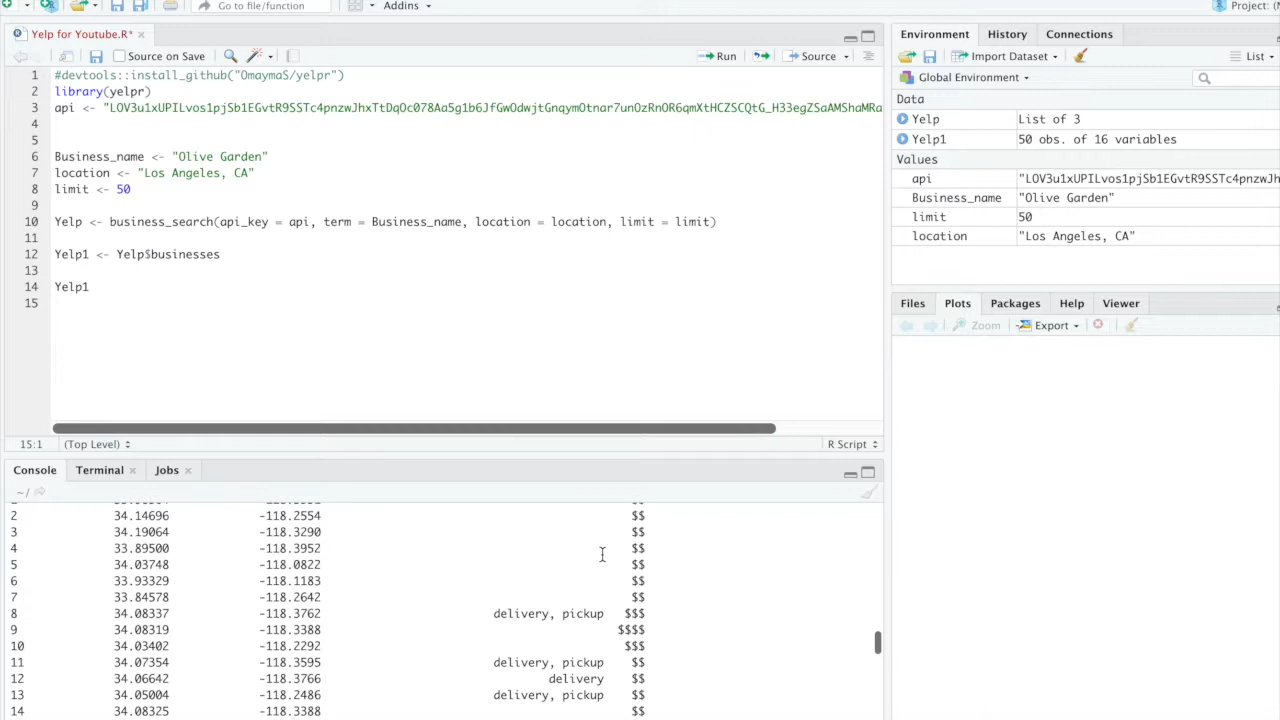 Go to file/function
Addins
Project: (N
Yelp for Youtube.R*
Source on Save
Run
Source
1 #devtools::install_github("OmaymaS/yelpr")
2 library(yelpr)
3 api <- "LOV3u1xUPILvos1pjSb1EGvtR9SSTc4pnzwJhxTtDqOc078Aa5g1b6JfGwOdwjtGnqymOtnar7unOzRnOR6qmXtHCZSCQtG_H33egZSaAMShaMRa
4
5
6 Business_name <- "Olive Garden"
7 location <- "Los Angeles, CA"
8 limit <- 50
9
10 Yelp <- business_search(api_key = api, term = Business_name, location = location, limit = limit)
11
12 Yelp1 <- Yelp$businesses
13
14 Yelp1
15
15:1 (Top Level) R Script
Console Terminal Jobs
~/
2 34.14696 -118.2554 $$
3 34.19064 -118.3290 $$
4 33.89500 -118.3952 $$
5 34.03748 -118.0822 $$
6 33.93329 -118.1183 $$
7 33.84578 -118.2642 $$
8 34.08337 -118.3762 delivery, pickup $$$
9 34.08319 -118.3388 $$$$
10 34.03402 -118.2292 $$$
11 34.07354 -118.3595 delivery, pickup $$
12 34.06642 -118.3766 delivery $$
13 34.05004 -118.2486 delivery, pickup $$
14 34.08325 -118.3388 $$
Environment History Connections
Import Dataset List
Global Environment
Data
Yelp List of 3
Yelp1 50 obs. of 16 variables
Values
api "LOV3u1xUPILvos1pjSb1EGvtR9SSTc4pnzwJh
Business_name "Olive Garden"
limit 50
location "Los Angeles, CA"
Files Plots Packages Help Viewer
Zoom Export